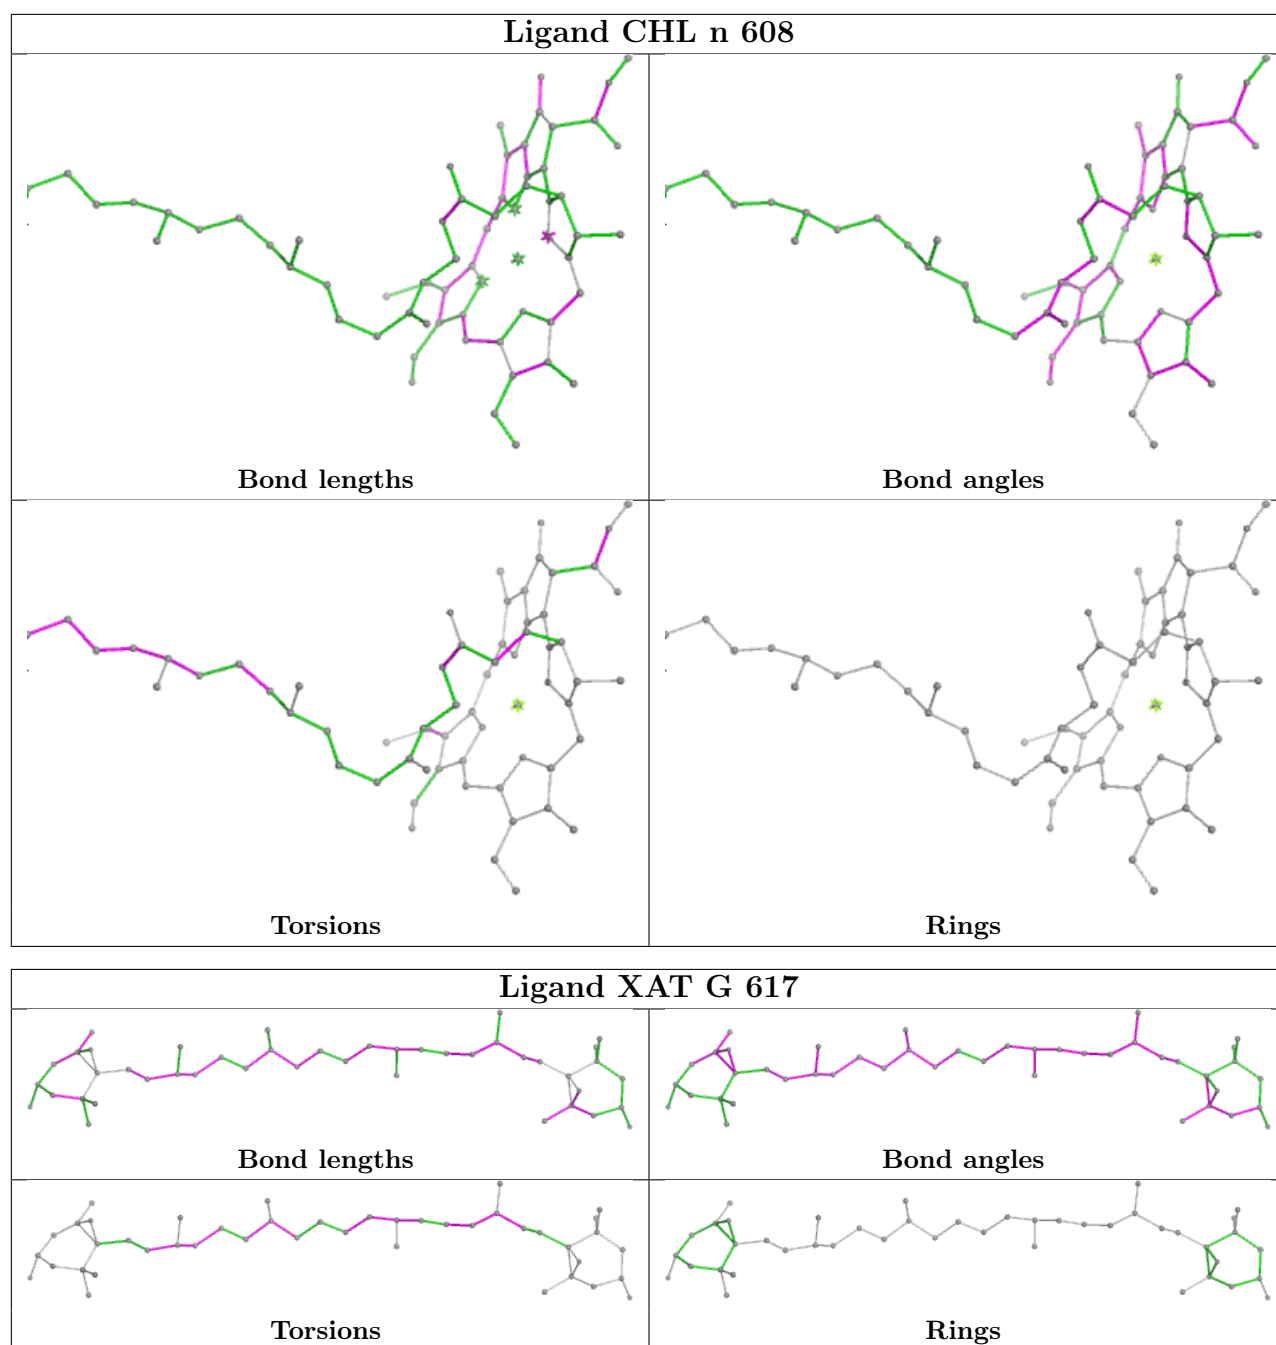 Ligand CHL n 608
Bond lengths
Bond angles
Torsions
Rings
Ligand XAT G 617
Bond lengths
Bond angles
Torsions
Rings